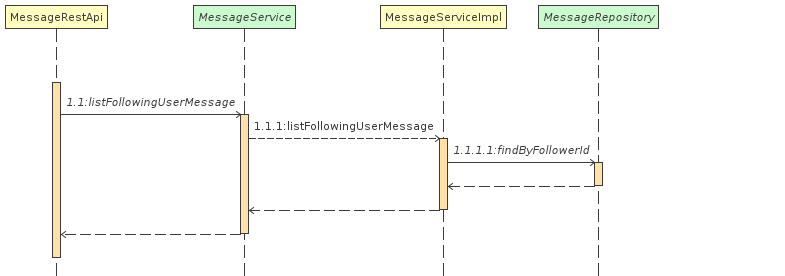 MessageRestApi
MessageService
MessageServiceImpl
MessageRepository
1.1:listFollowingUserMessage
1.1.1:listFollowingUserMessage
1.1.1.1:findByFollowerId